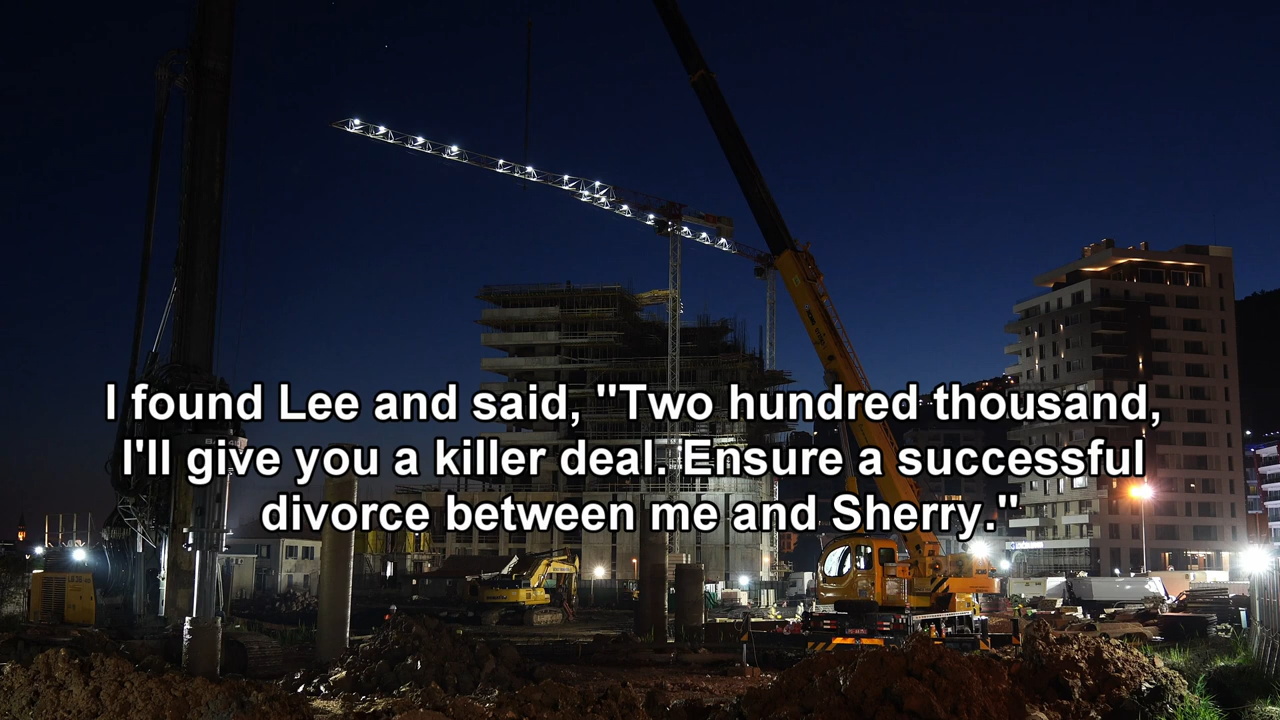 I found Lee and said, "Two hundred thousand,
I'll give you a killer deal. Ensure a successful
divorce between me and Sherry."